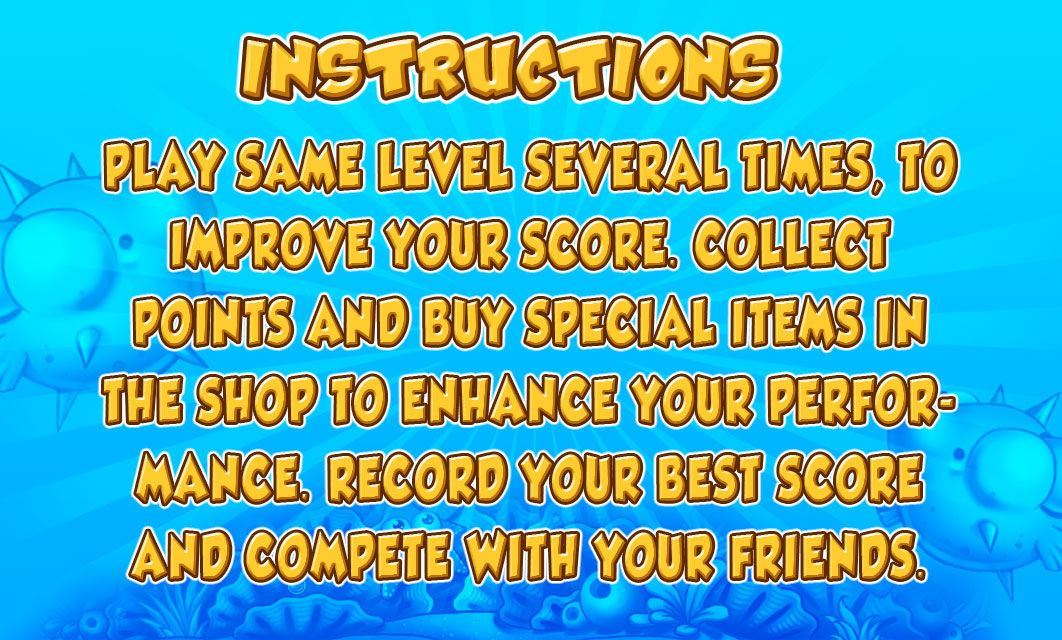 INSTRUCTIONS
PLAY SAME LEVEL SEVERAL TIMES, TO
IMPROVE YOUR SCORE. COLLECT
POINTS AND BUY SPECIAL ITEMS IN
THE SHOP TO ENHANCE YOUR PERFOR-
MANCE. RECORD YOUR BEST SCORE
AND COMPETE WITH YOUR FRIENDS.